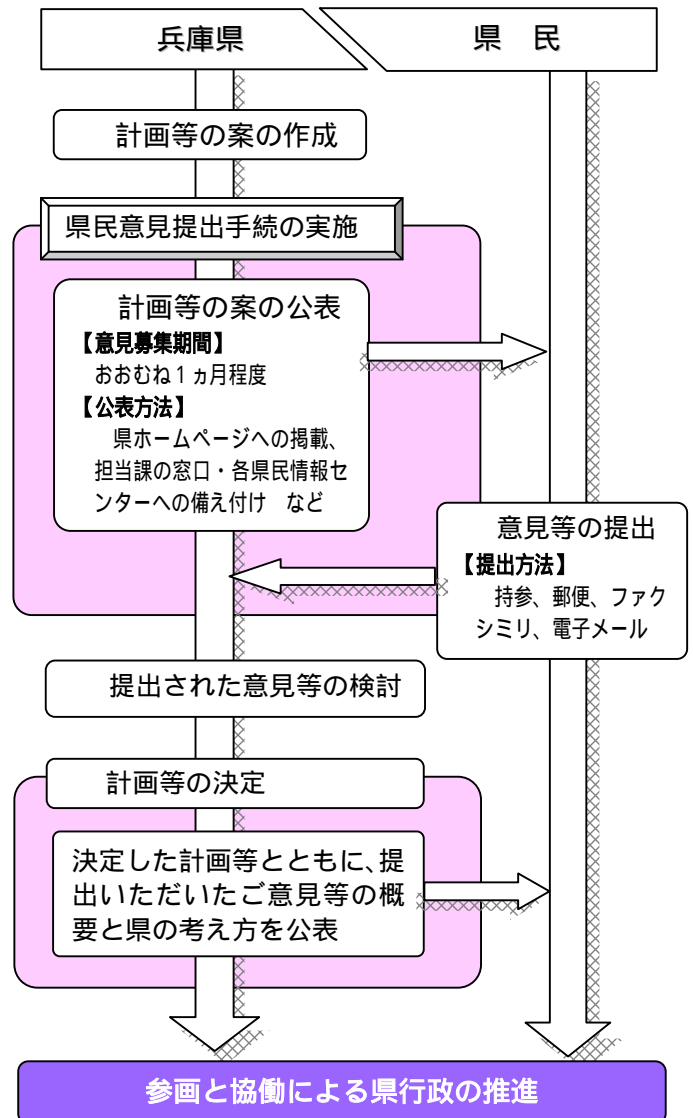 兵庫県
県　民
計画等の案の作成
県民意見提出手続の実施
計画等の案の公表
【意見募集期間】
おおむね１ヵ月程度
【公表方法】
県ホームページへの掲載、
担当課の窓口・各県民情報セ
ンターへの備え付け　など
意見等の提出
【提出方法】
持参、郵便、ファク
シミリ、電子メール
提出された意見等の検討
計画等の決定
決定した計画等とともに、提
出いただいたご意見等の概
要と県の考え方を公表
参画と協働による県行政の推進